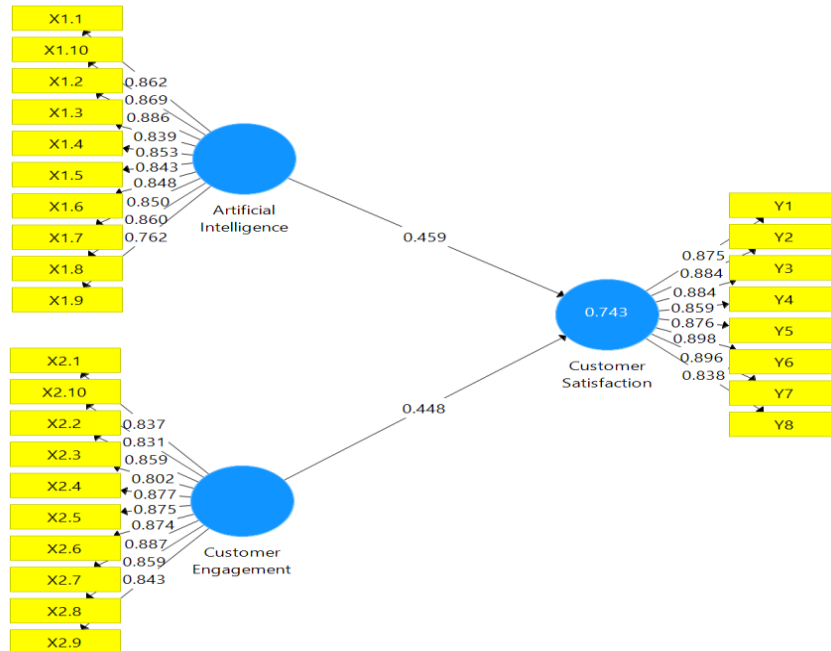 X1.1
X1.10
X1.2
X1.3
X1.4
X1.5
X1.6
X1.7
X1.8
X1.9
0.862
0.869
0.886
0.839
0.853
0.843
0.848
0.850
0.860
0.762
Artificial
Intelligence
0.459
X2.1
X2.10
X2.2
X2.3
X2.4
X2.5
X2.6
X2.7
X2.8
X2.9
0.837
0.831
0.859
0.802
0.877
0.875
0.874
0.887
0.859
0.843
Customer
Engagement
0.448
0.743
Customer
Satisfaction
0.875
0.884
0.884
0.859
0.876
0.898
0.896
0.838
Y1
Y2
Y3
Y4
Y5
Y6
Y7
Y8